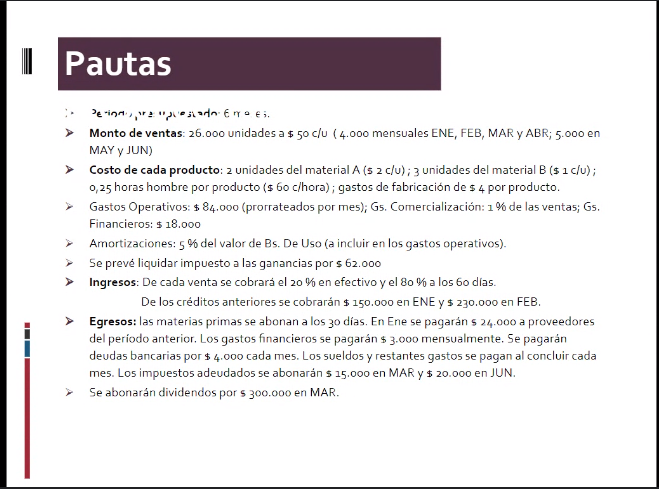 Pautas
Período presupuestado: 6 meses.
Monto de ventas: 26.000 unidades a $ 50 c/u ( 4.000 mensuales ENE, FEB, MAR y ABR; 5.000 en
MAY y JUN)
Costo de cada producto: 2 unidades del material A ($ 2 c/u) ; 3 unidades del material B ($ 1 c/u) ;
0,25 horas hombre por producto ($ 60 c/hora) ; gastos de fabricación de $ 4 por producto.
Gastos Operativos: $ 84.000 (prorrateados por mes); Gs. Comercialización: 1 % de las ventas; Gs.
Financieros: $ 18.000
Amortizaciones: 5 % del valor de Bs. De Uso (a incluir en los gastos operativos).
Se prevé liquidar impuesto a las ganancias por $ 62.000
Ingresos: De cada venta se cobrará el 20 % en efectivo y el 80 % a los 60 días.
De los créditos anteriores se cobrarán $ 150.000 en ENE y $ 230.000 en FEB.
Egresos: las materias primas se abonan a los 30 días. En Ene se pagarán $ 24.000 a proveedores
del período anterior. Los gastos financieros se pagarán $ 3.000 mensualmente. Se pagarán
deudas bancarias por $ 4.000 cada mes. Los sueldos y restantes gastos se pagan al concluir cada
mes. Los impuestos adeudados se abonarán $ 15.000 en MAR y $ 20.000 en JUN.
Se abonarán dividendos por $ 300.000 en MAR.